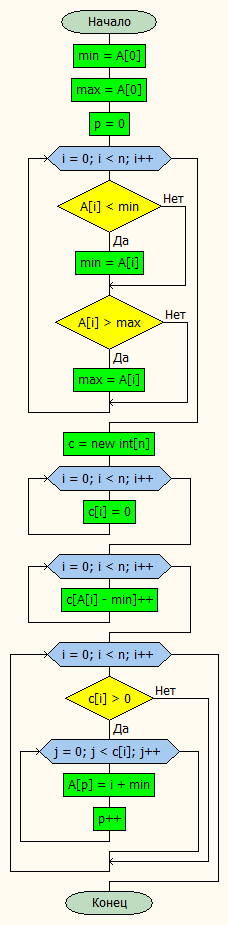 Начало
min = A[0]
max = A[0]
p = 0
i = 0; i < n; i++
A[i] < min
Нет
Да
min = A[i]
A[i] > max
Нет
Да
max = A[i]
c = new int[n]
i = 0; i < n; i++
c[i] = 0
i = 0; i < n; i++
c[A[i] - min]++
i = 0; i < n; i++
c[i] > 0
Нет
Да
j = 0; j < c[i]; j++
A[p] = i + min
p++
Конец